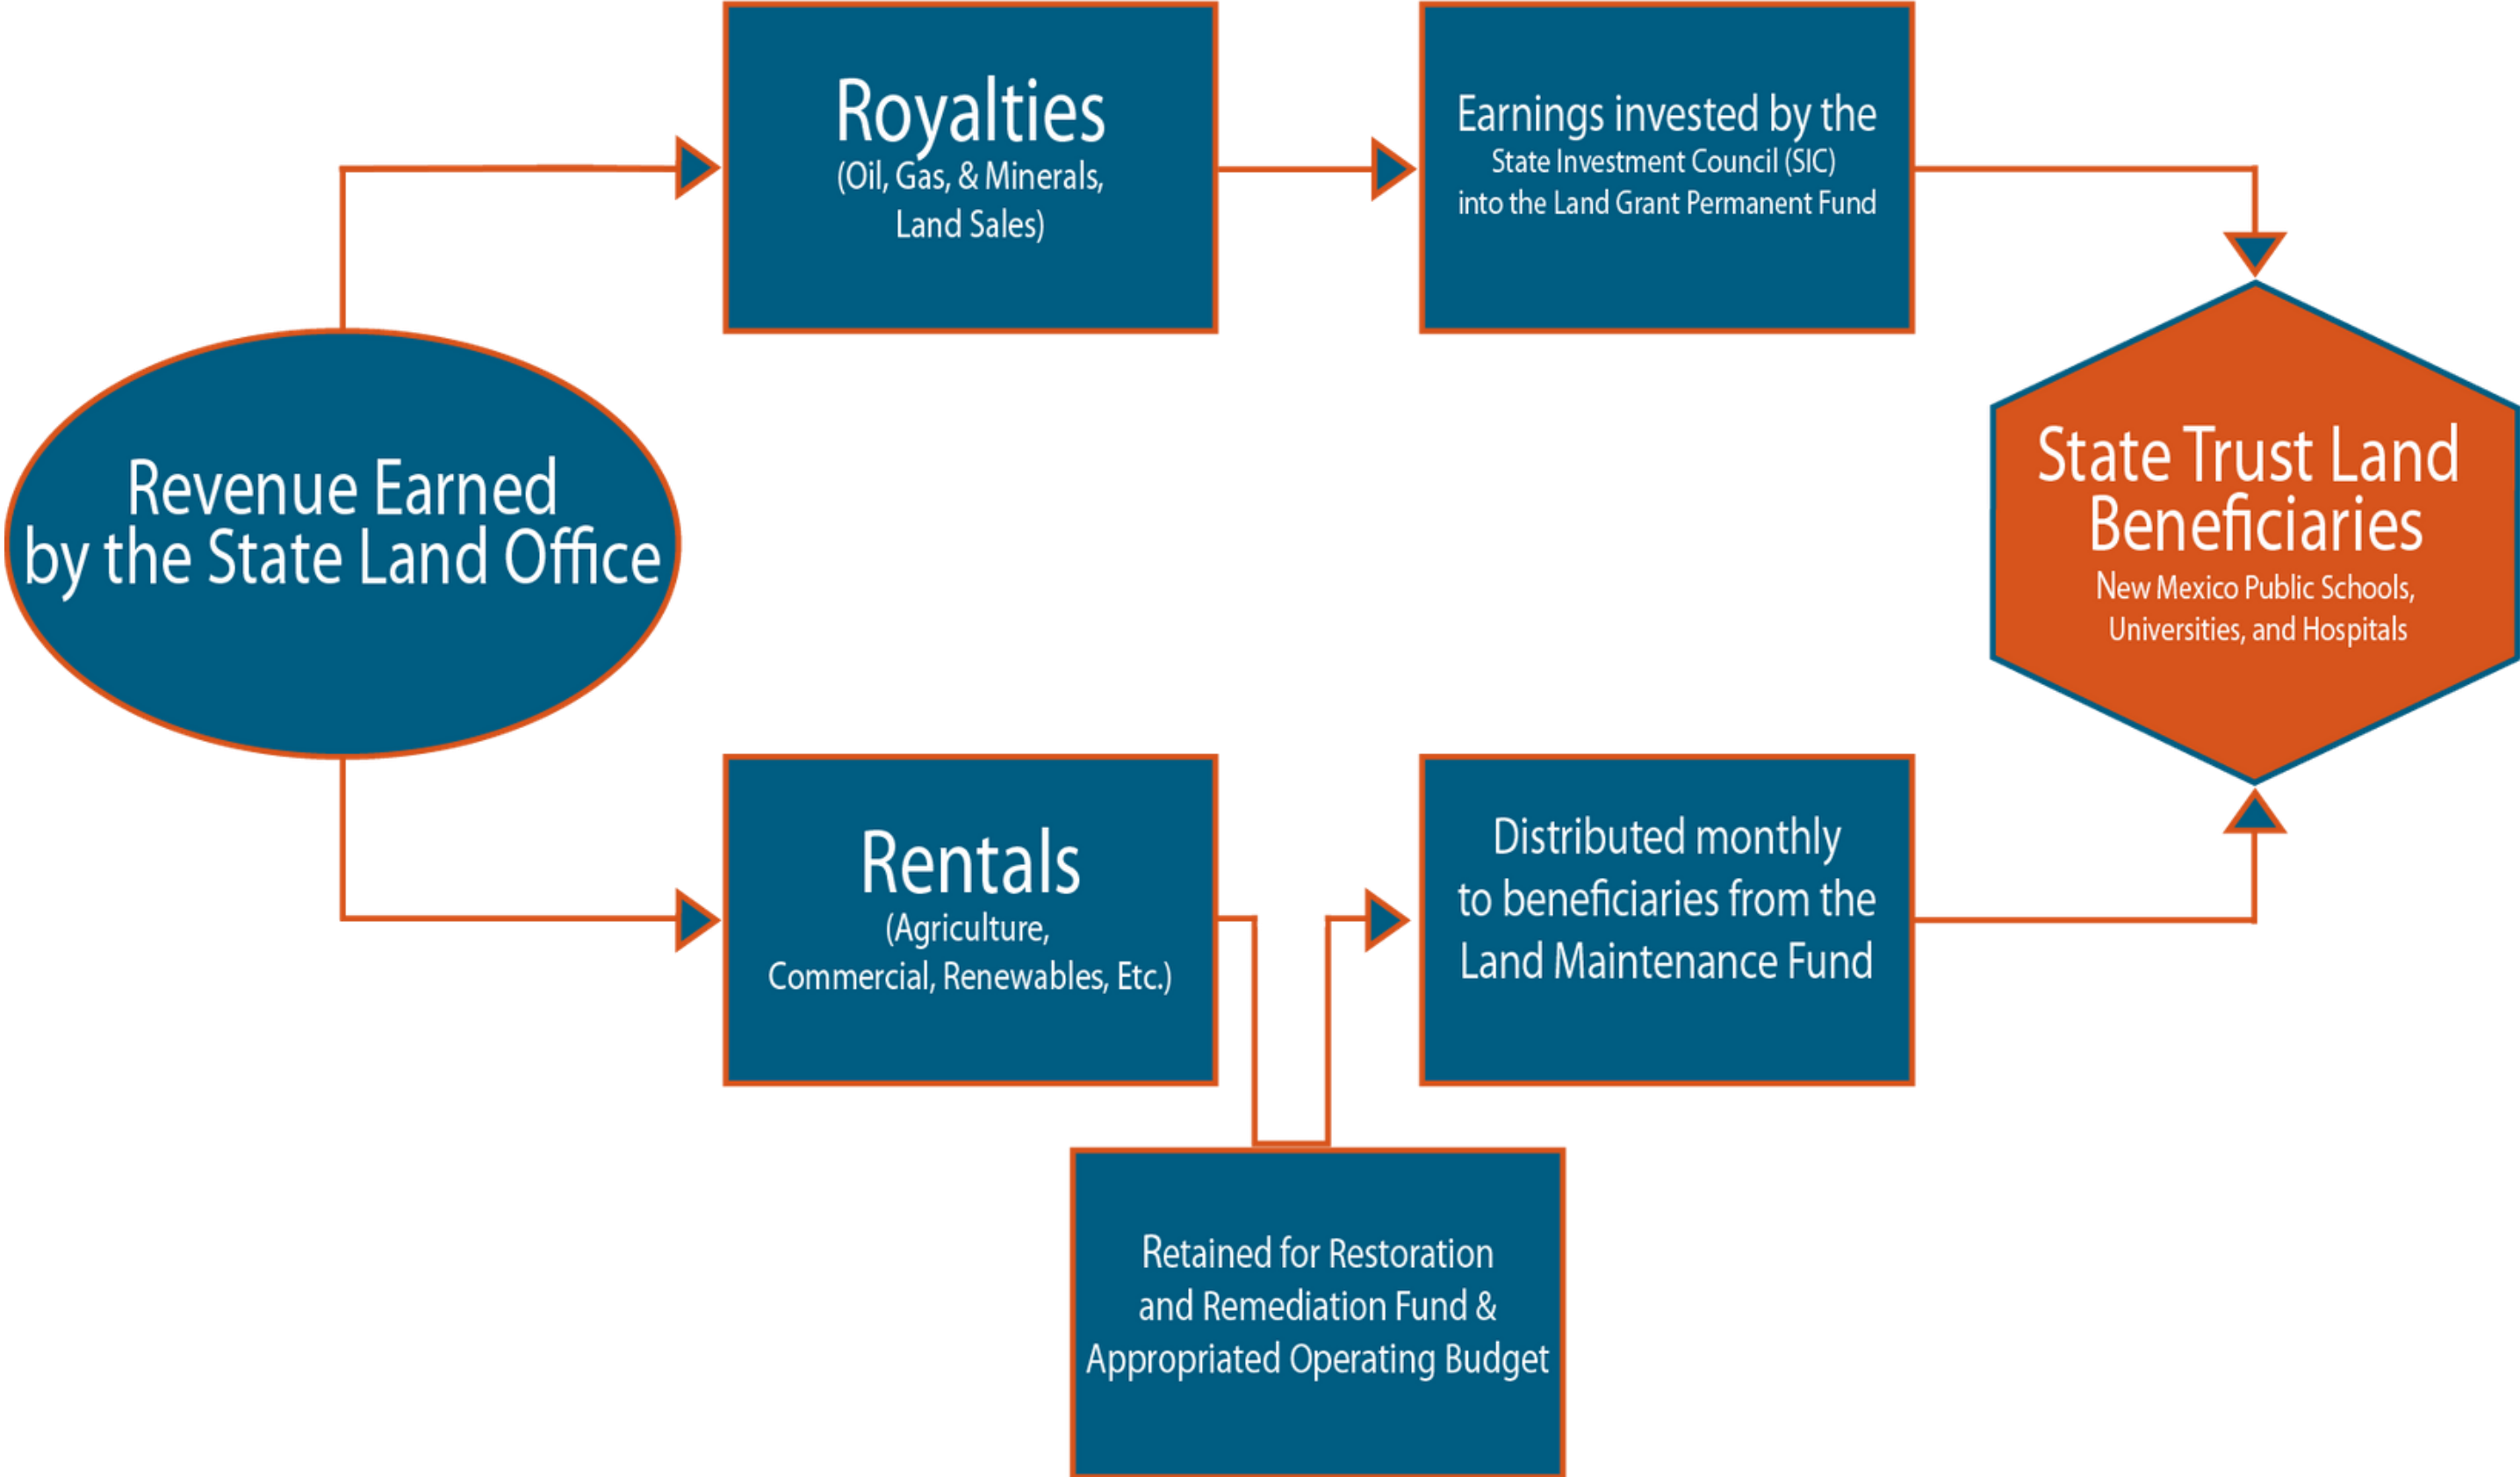 Revenue Earned
by the State Land Office
Royalties
(Oil, Gas, & Minerals,
Land Sales)
Earnings invested by the
State Investment Council (SIC)
into the Land Grant Permanent Fund
State Trust Land
Beneficiaries
New Mexico Public Schools,
Universities, and Hospitals
Rentals
(Agriculture,
Commercial, Renewables, Etc.)
Distributed monthly
to beneficiaries from the
Land Maintenance Fund
Retained for Restoration
and Remediation Fund &
Appropriated Operating Budget